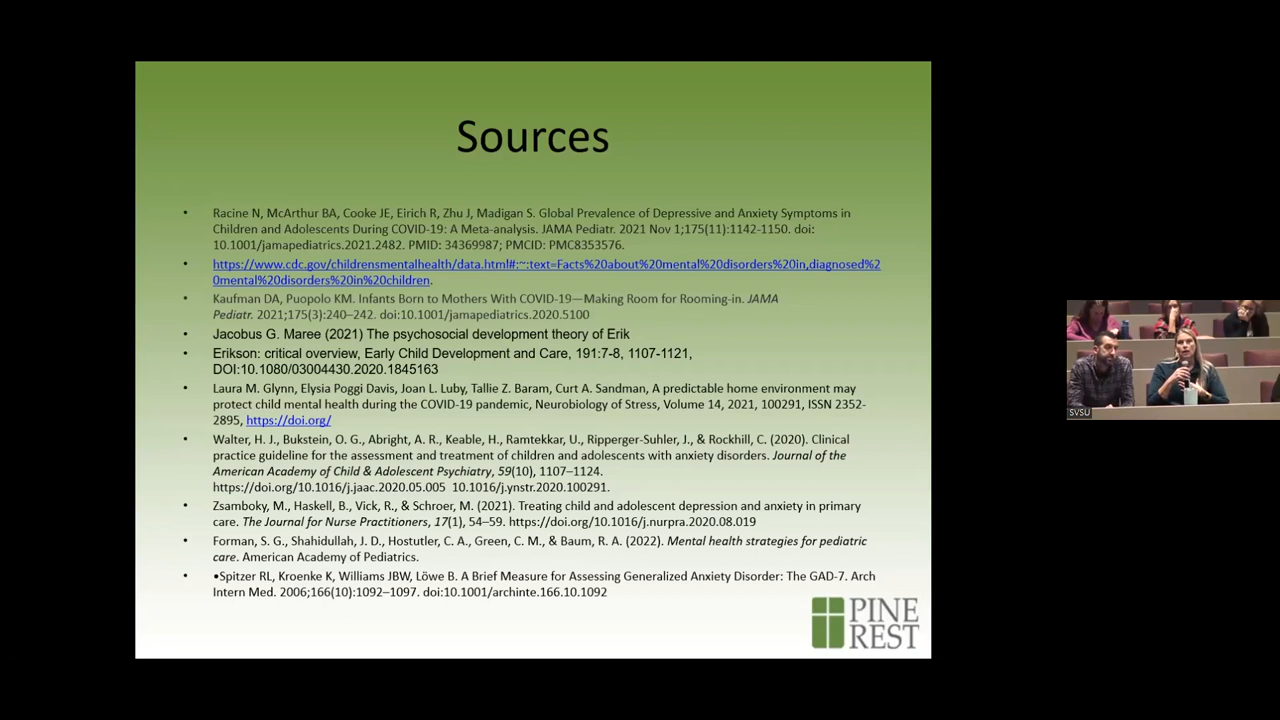 Sources
• Racine N, McArthur BA, Cooke JE, Eirich R, Zhu J, Madigan S. Global Prevalence of Depressive and Anxiety Symptoms in
Children and Adolescents During COVID-19: A Meta-analysis. JAMA Pediatr. 2021 Nov 1;175(11):1142-1150. doi:
10.1001/jamapediatrics.2021.2482. PMID: 34369987; PMCID: PMC8353576.
• https://www.cdc.gov/childrensmentalhealth/data.html#:~:text=Facts%20about%20mental%20disorders%20in,diagnosed%2
0mental%20disorders%20in%20children.
• Kaufman DA, Puopolo KM. Infants Born to Mothers With COVID-19—Making Room for Rooming-in. JAMA
Pediatr. 2021;175(3):240–242. doi:10.1001/jamapediatrics.2020.5100
• Jacobus G. Maree (2021) The psychosocial development theory of Erik
• Erikson: critical overview, Early Child Development and Care, 191:7-8, 1107-1121,
DOI:10.1080/03004430.2020.1845163
• Laura M. Glynn, Elysia Poggi Davis, Joan L. Luby, Tallie Z. Baram, Curt A. Sandman, A predictable home environment may
protect child mental health during the COVID-19 pandemic, Neurobiology of Stress, Volume 14, 2021, 100291, ISSN 2352-
2895, https://doi.org/
• Walter, H. J., Bukstein, O. G., Abright, A. R., Keable, H., Ramtekkar, U., Ripperger-Suhler, J., & Rockhill, C. (2020). Clinical
practice guideline for the assessment and treatment of children and adolescents with anxiety disorders. Journal of the
American Academy of Child & Adolescent Psychiatry, 59(10), 1107–1124.
https://doi.org/10.1016/j.jaac.2020.05.005 10.1016/j.ynstr.2020.100291.
• Zsamboky, M., Haskell, B., Vick, R., & Schroer, M. (2021). Treating child and adolescent depression and anxiety in primary
care. The Journal for Nurse Practitioners, 17(1), 54–59. https://doi.org/10.1016/j.nurpra.2020.08.019
• Forman, S. G., Shahidullah, J. D., Hostutler, C. A., Green, C. M., & Baum, R. A. (2022). Mental health strategies for pediatric
care. American Academy of Pediatrics.
• •Spitzer RL, Kroenke K, Williams JBW, Löwe B. A Brief Measure for Assessing Generalized Anxiety Disorder: The GAD-7. Arch
Intern Med. 2006;166(10):1092–1097. doi:10.1001/archinte.166.10.1092
PINE
REST
SVSU